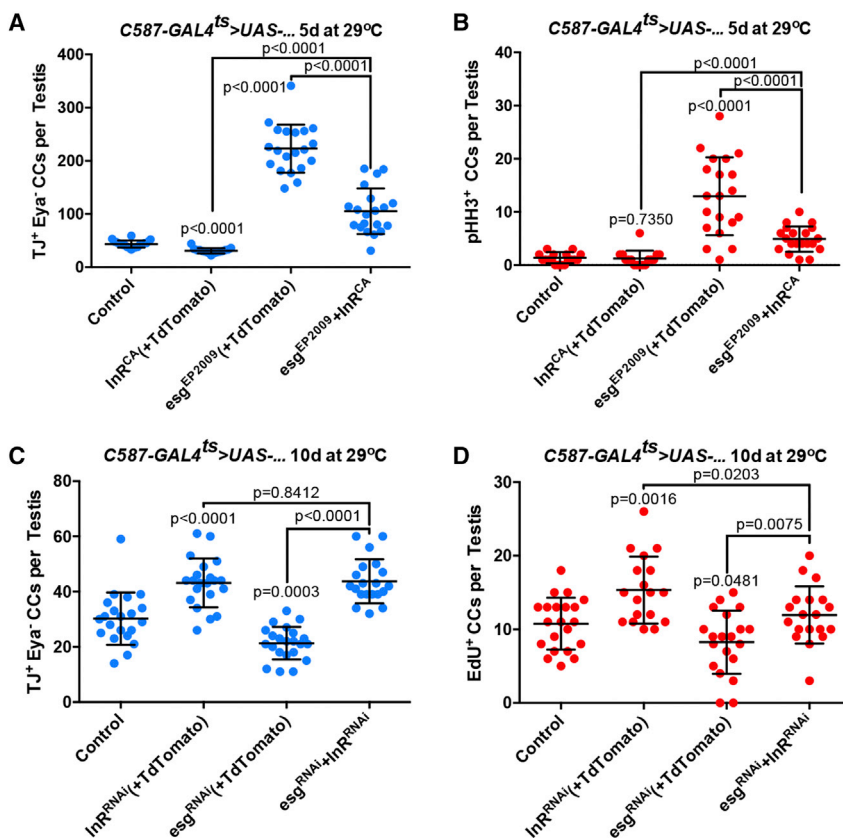 A
C587-GAL4ᵗˢ>UAS-... 5d at 29°C
p<0.0001
p<0.0001
p<0.0001
p<0.0001
TJ⁺ Eya⁻ CCs per Testis
400
300
200
100
0
Control
InRᶜᴬ(+TdTomato)
esgᴱᴾ²⁰⁰⁹(+TdTomato)
esgᴱᴾ²⁰⁰⁹+InRᶜᴬ
B
C587-GAL4ᵗˢ>UAS-... 5d at 29°C
p<0.0001
p<0.0001
p<0.0001
p=0.7350
pHH3⁺ CCs per Testis
40
30
20
10
0
Control
InRᶜᴬ(+TdTomato)
esgᴱᴾ²⁰⁰⁹(+TdTomato)
esgᴱᴾ²⁰⁰⁹+InRᶜᴬ
C
C587-GAL4ᵗˢ>UAS-... 10d at 29°C
p=0.8412
p<0.0001
p<0.0001
p=0.0003
TJ⁺ Eya⁻ CCs per Testis
80
60
40
20
0
Control
InRᴿᴺᴬⁱ(+TdTomato)
esgᴿᴺᴬⁱ(+TdTomato)
esgᴿᴺᴬⁱ+InRᴿᴺᴬⁱ
D
C587-GAL4ᵗˢ>UAS-... 10d at 29°C
p=0.0203
p=0.0016
p=0.0075
p=0.0481
EdU⁺ CCs per Testis
30
20
10
0
Control
InRᴿᴺᴬⁱ(+TdTomato)
esgᴿᴺᴬⁱ(+TdTomato)
esgᴿᴺᴬⁱ+InRᴿᴺᴬⁱ